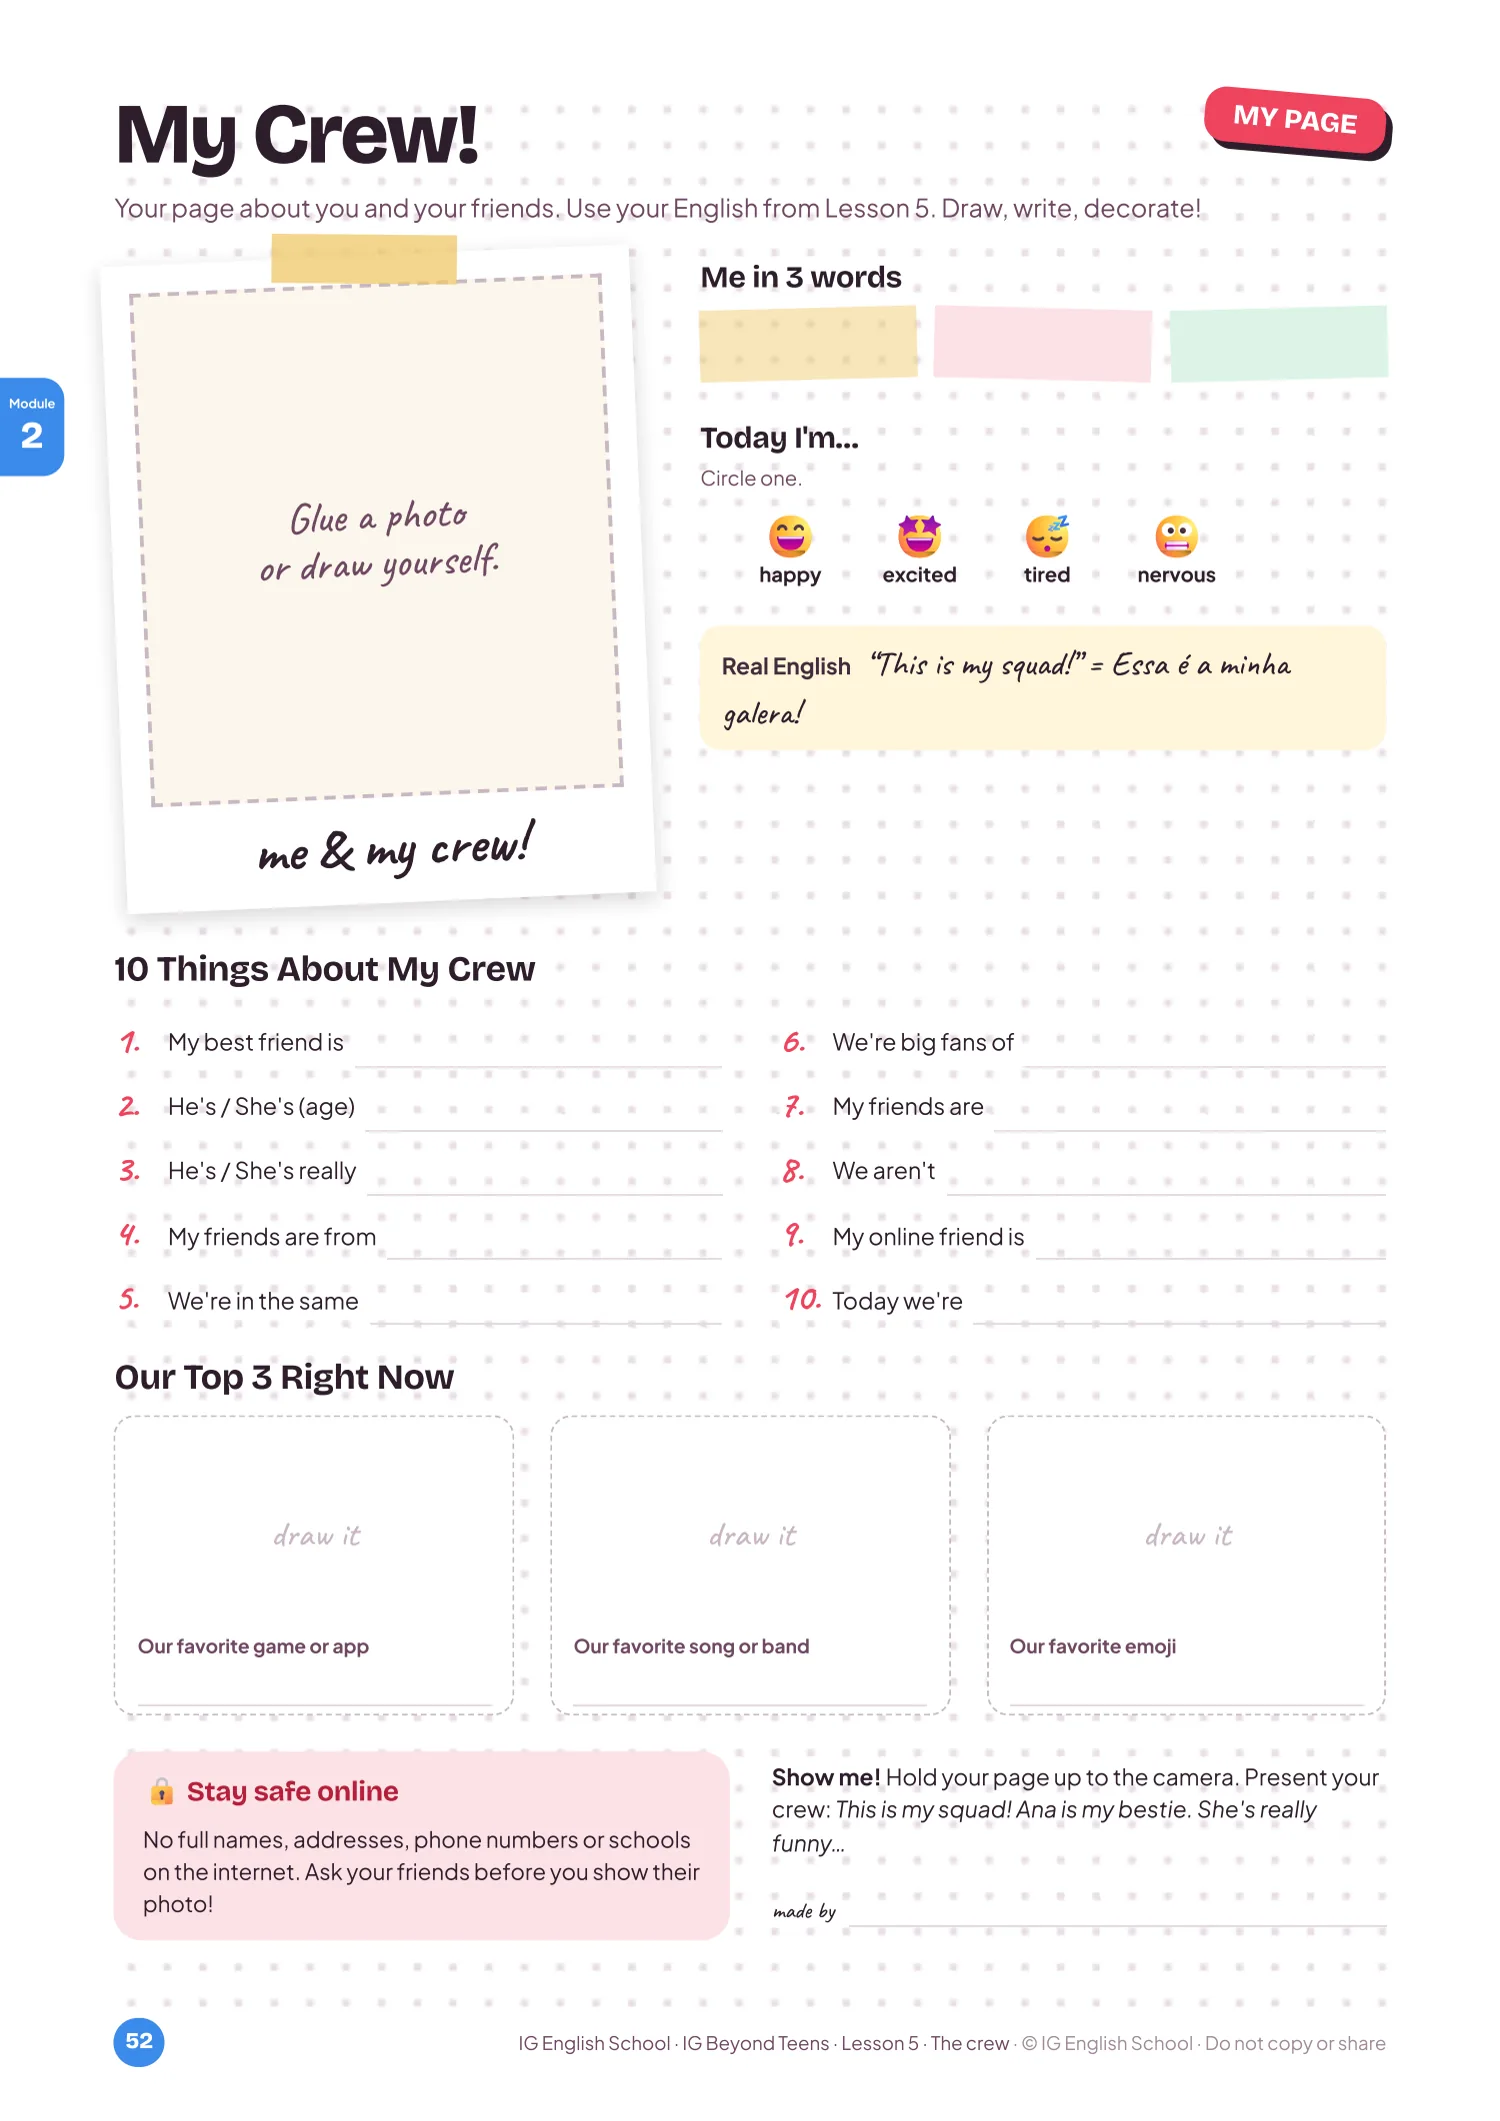 My Crew!
MY PAGE
Your page about you and your friends. Use your English from Lesson 5. Draw, write, decorate!
Module
2
Glue a photo
or draw yourself.
me & my crew!
Me in 3 words
Today I'm...
Circle one.
happy excited tired nervous
Real English "This is my squad!" = Essa é a minha
galera!
10 Things About My Crew
1. My best friend is
2. He's / She's (age)
3. He's / She's really
4. My friends are from
5. We're in the same
6. We're big fans of
7. My friends are
8. We aren't
9. My online friend is
10. Today we're
Our Top 3 Right Now
draw it
Our favorite game or app
draw it
Our favorite song or band
draw it
Our favorite emoji
Stay safe online
No full names, addresses, phone numbers or schools
on the internet. Ask your friends before you show their
photo!
Show me! Hold your page up to the camera. Present your
crew: This is my squad! Ana is my bestie. She's really
funny...
made by
52
IG English School · IG Beyond Teens · Lesson 5 · The crew · © IG English School · Do not copy or share